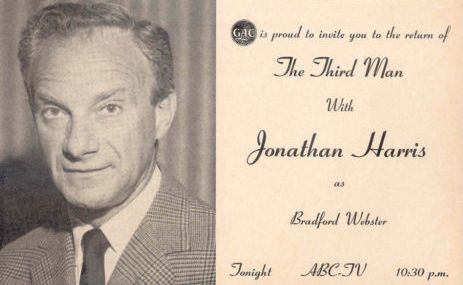 GAC is proud to invite you to the return of
The Third Man
With
Jonathan Harris
as
Bradford Webster
Tonight ABC-TV 10:30 p.m.